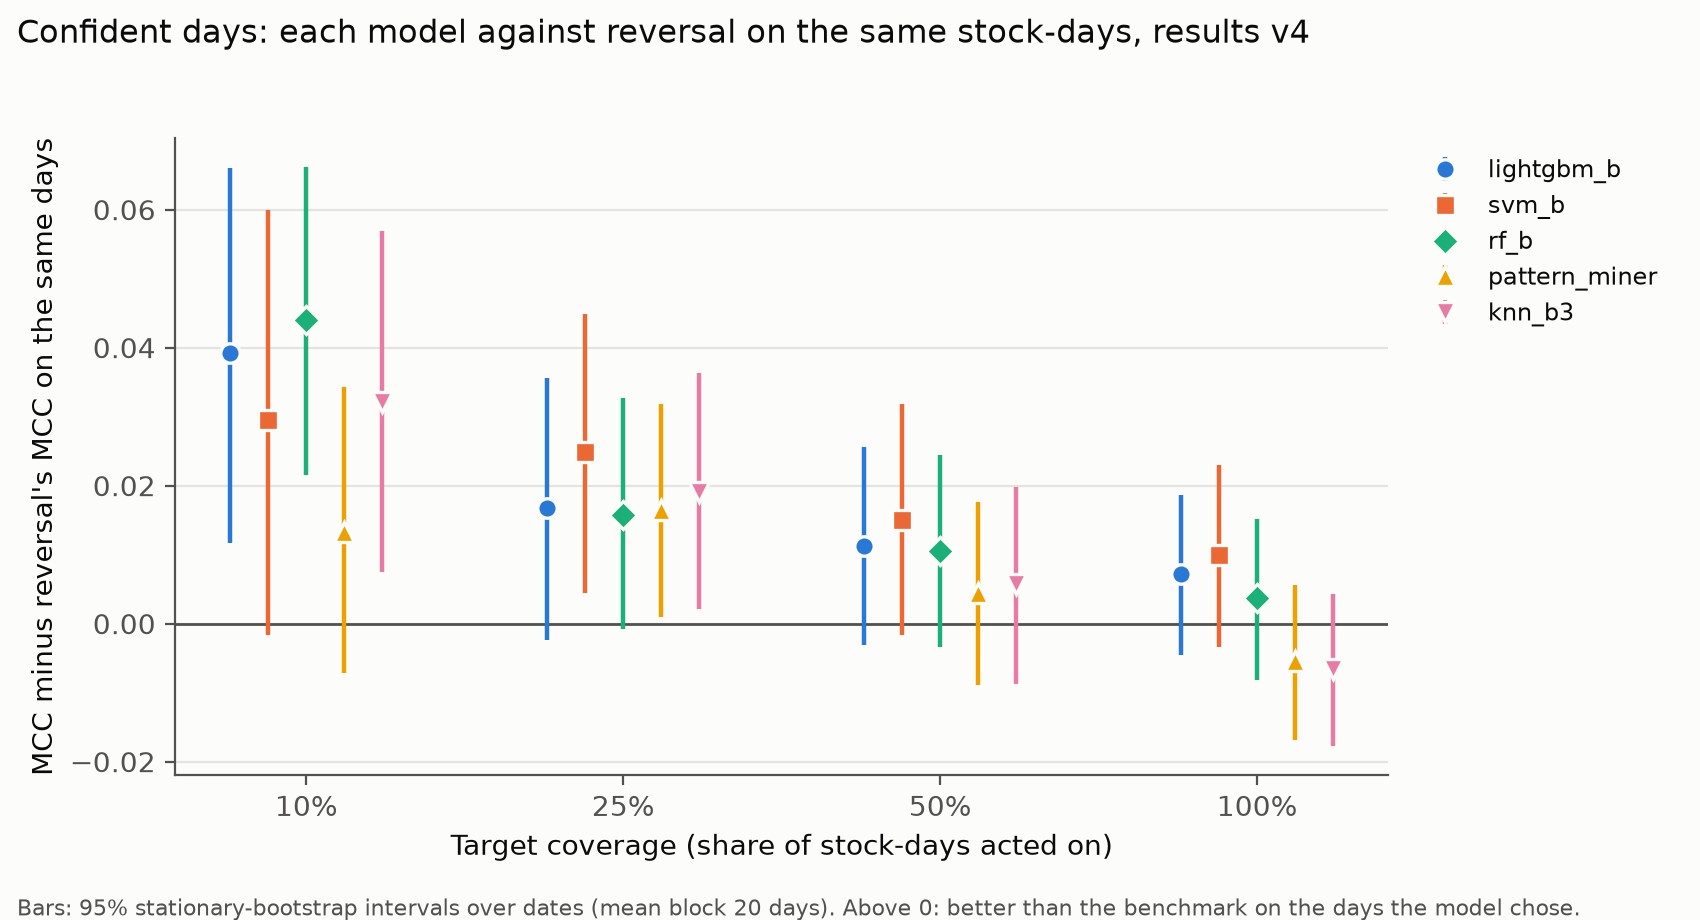 Confident days: each model against reversal on the same stock-days, results v4
MCC minus reversal's MCC on the same days
0.06
0.04
0.02
0.00
−0.02
10%
25%
50%
100%
Target coverage (share of stock-days acted on)
lightgbm_b
svm_b
rf_b
pattern_miner
knn_b3
Bars: 95% stationary-bootstrap intervals over dates (mean block 20 days). Above 0: better than the benchmark on the days the model chose.